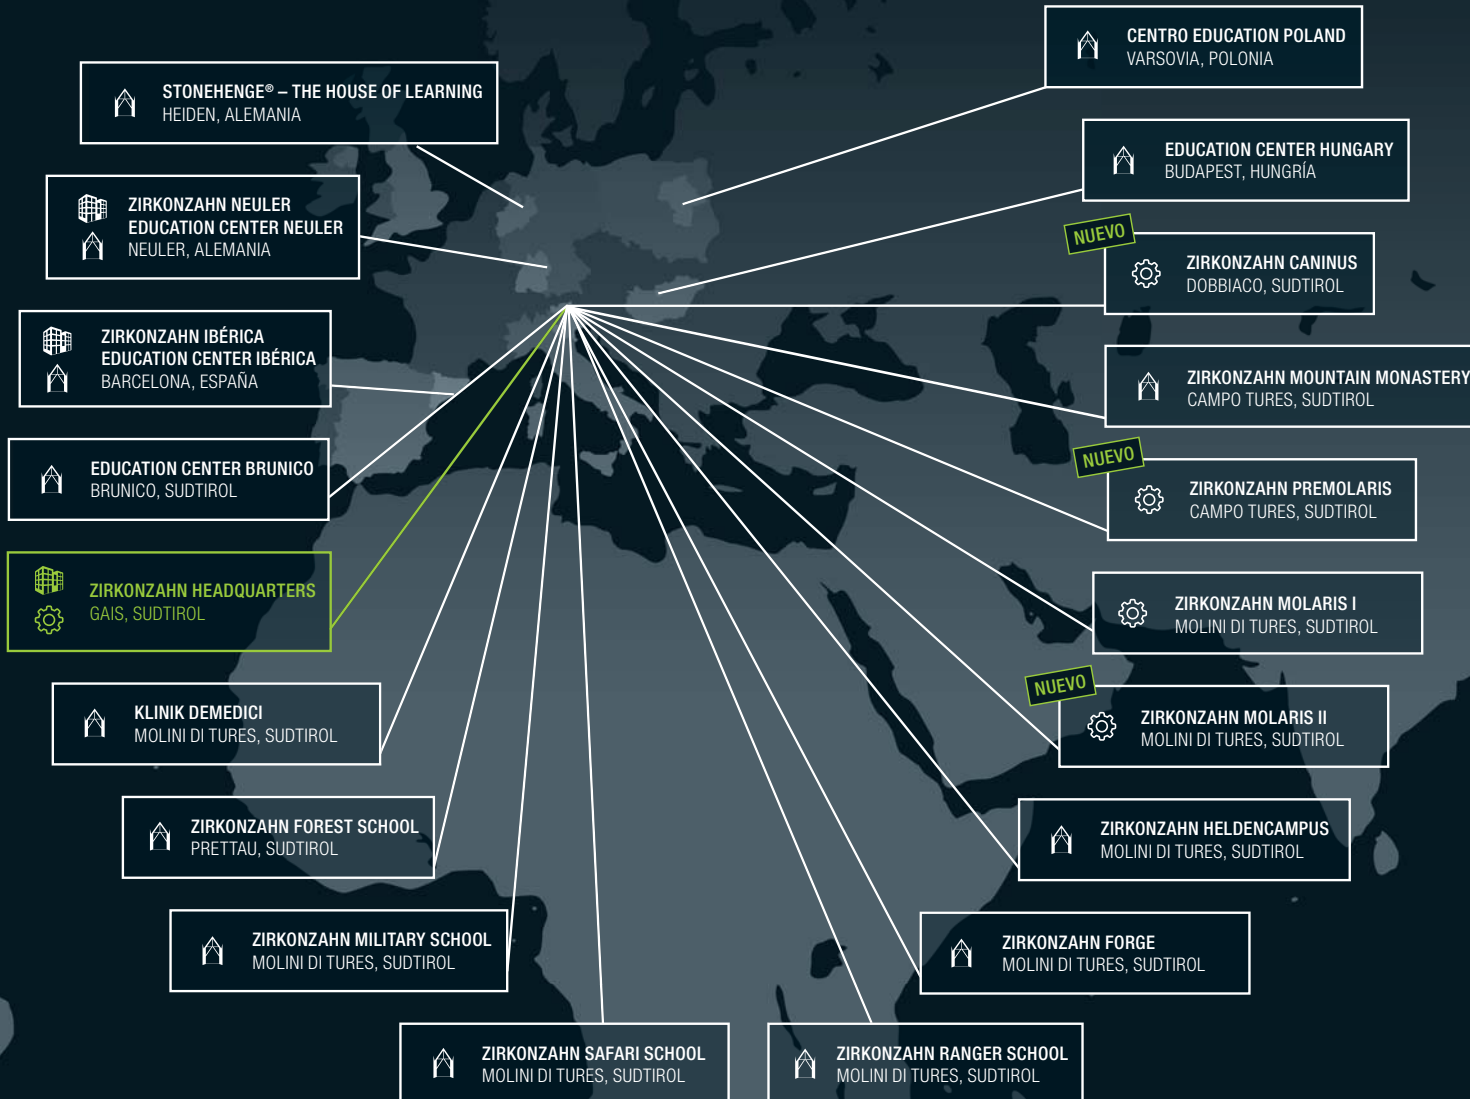 STONEHENGE® – THE HOUSE OF LEARNING
HEIDEN, ALEMANIA
ZIRKONZAHN NEULER
EDUCATION CENTER NEULER
NEULER, ALEMANIA
ZIRKONZAHN IBÉRICA
EDUCATION CENTER IBÉRICA
BARCELONA, ESPAÑA
EDUCATION CENTER BRUNICO
BRUNICO, SUDTIROL
ZIRKONZAHN HEADQUARTERS
GAIS, SUDTIROL
KLINIK DEMEDICI
MOLINI DI TURES, SUDTIROL
ZIRKONZAHN FOREST SCHOOL
PRETTAU, SUDTIROL
ZIRKONZAHN MILITARY SCHOOL
MOLINI DI TURES, SUDTIROL
ZIRKONZAHN SAFARI SCHOOL
MOLINI DI TURES, SUDTIROL
CENTRO EDUCATION POLAND
VARSOVIA, POLONIA
EDUCATION CENTER HUNGARY
BUDAPEST, HUNGRÍA
NUEVO
ZIRKONZAHN CANINUS
DOBBIACO, SUDTIROL
ZIRKONZAHN MOUNTAIN MONASTERY
CAMPO TURES, SUDTIROL
NUEVO
ZIRKONZAHN PREMOLARIS
CAMPO TURES, SUDTIROL
ZIRKONZAHN MOLARIS I
MOLINI DI TURES, SUDTIROL
NUEVO
ZIRKONZAHN MOLARIS II
MOLINI DI TURES, SUDTIROL
ZIRKONZAHN HELDENCAMPUS
MOLINI DI TURES, SUDTIROL
ZIRKONZAHN FORGE
MOLINI DI TURES, SUDTIROL
ZIRKONZAHN RANGER SCHOOL
MOLINI DI TURES, SUDTIROL